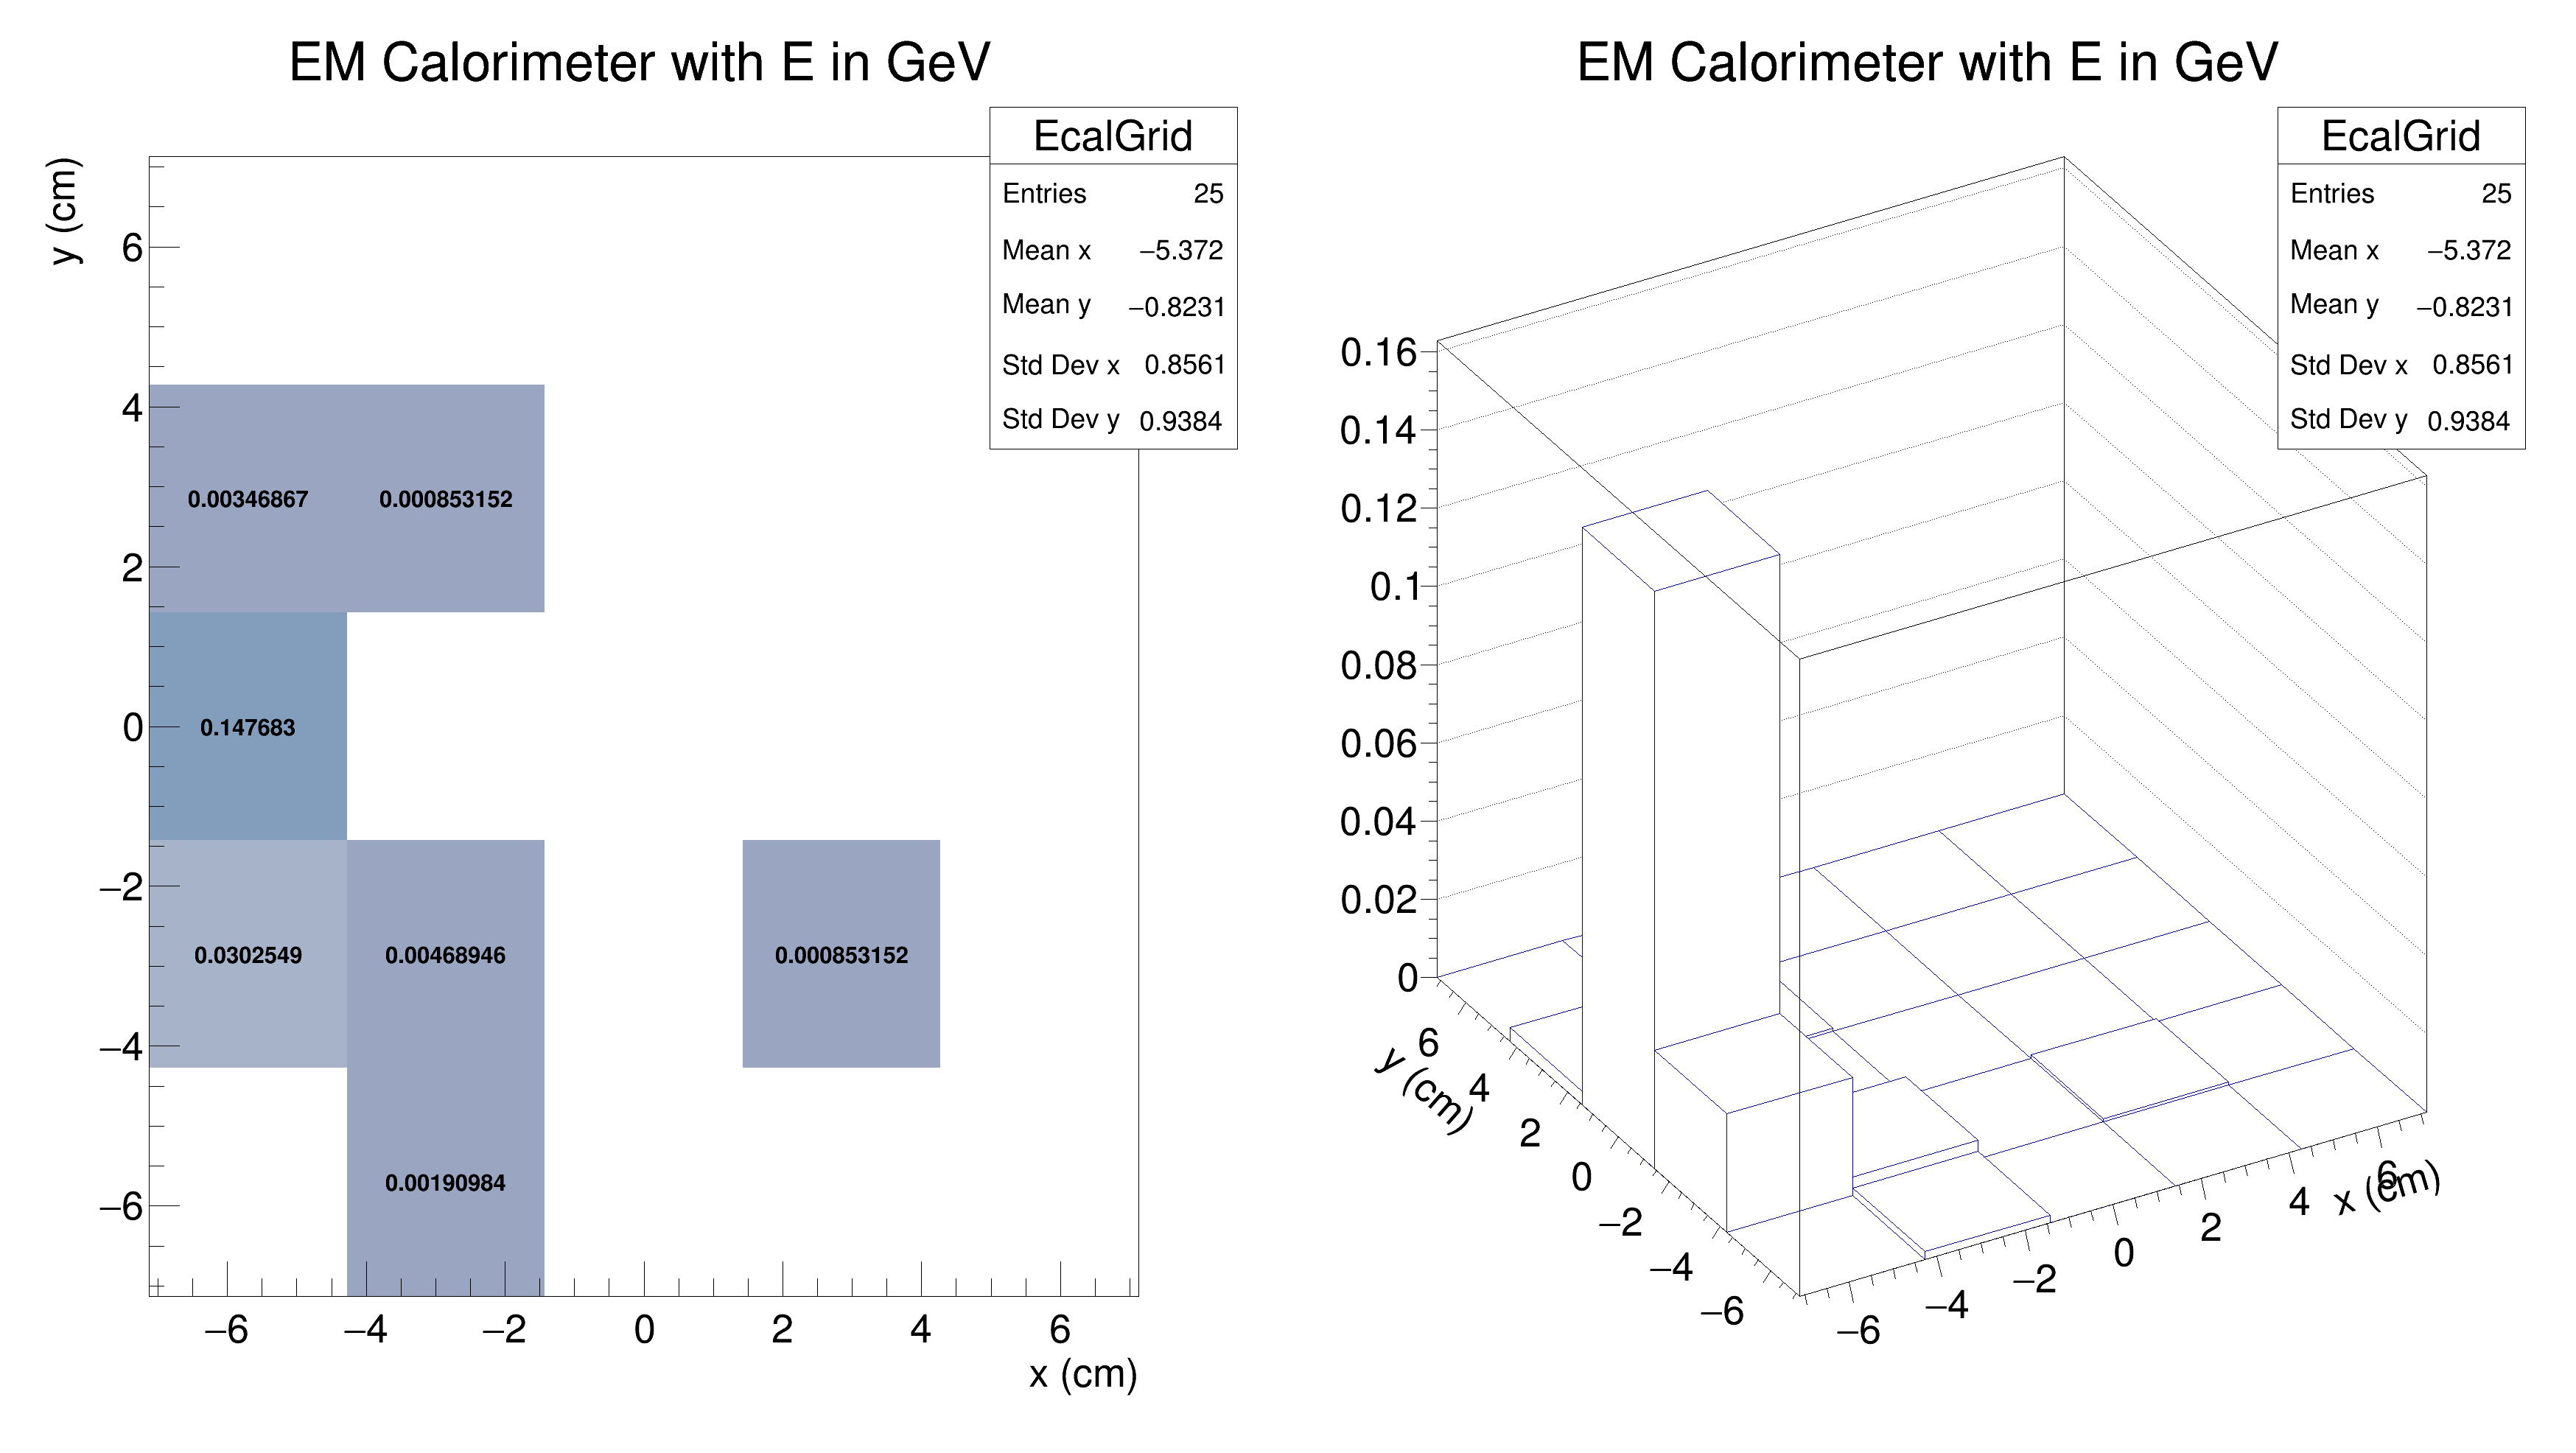 EM Calorimeter with E in GeV
EcalGrid
Entries 25
Mean x −5.372
Mean y −0.8231
Std Dev x 0.8561
Std Dev y 0.9384
y (cm)
6
4
2
0
−2
−4
−6
0.00346867 0.000853152
0.147683
0.0302549 0.00468946 0.000853152
0.00190984
−6 −4 −2 0 2 4 6
x (cm)
EM Calorimeter with E in GeV
EcalGrid
Entries 25
Mean x −5.372
Mean y −0.8231
Std Dev x 0.8561
Std Dev y 0.9384
0.16
0.14
0.12
0.1
0.08
0.06
0.04
0.02
0
y (cm)
6
4
2
0
−2
−4
−6
−6 −4 −2 0 2 4 6
x (cm)